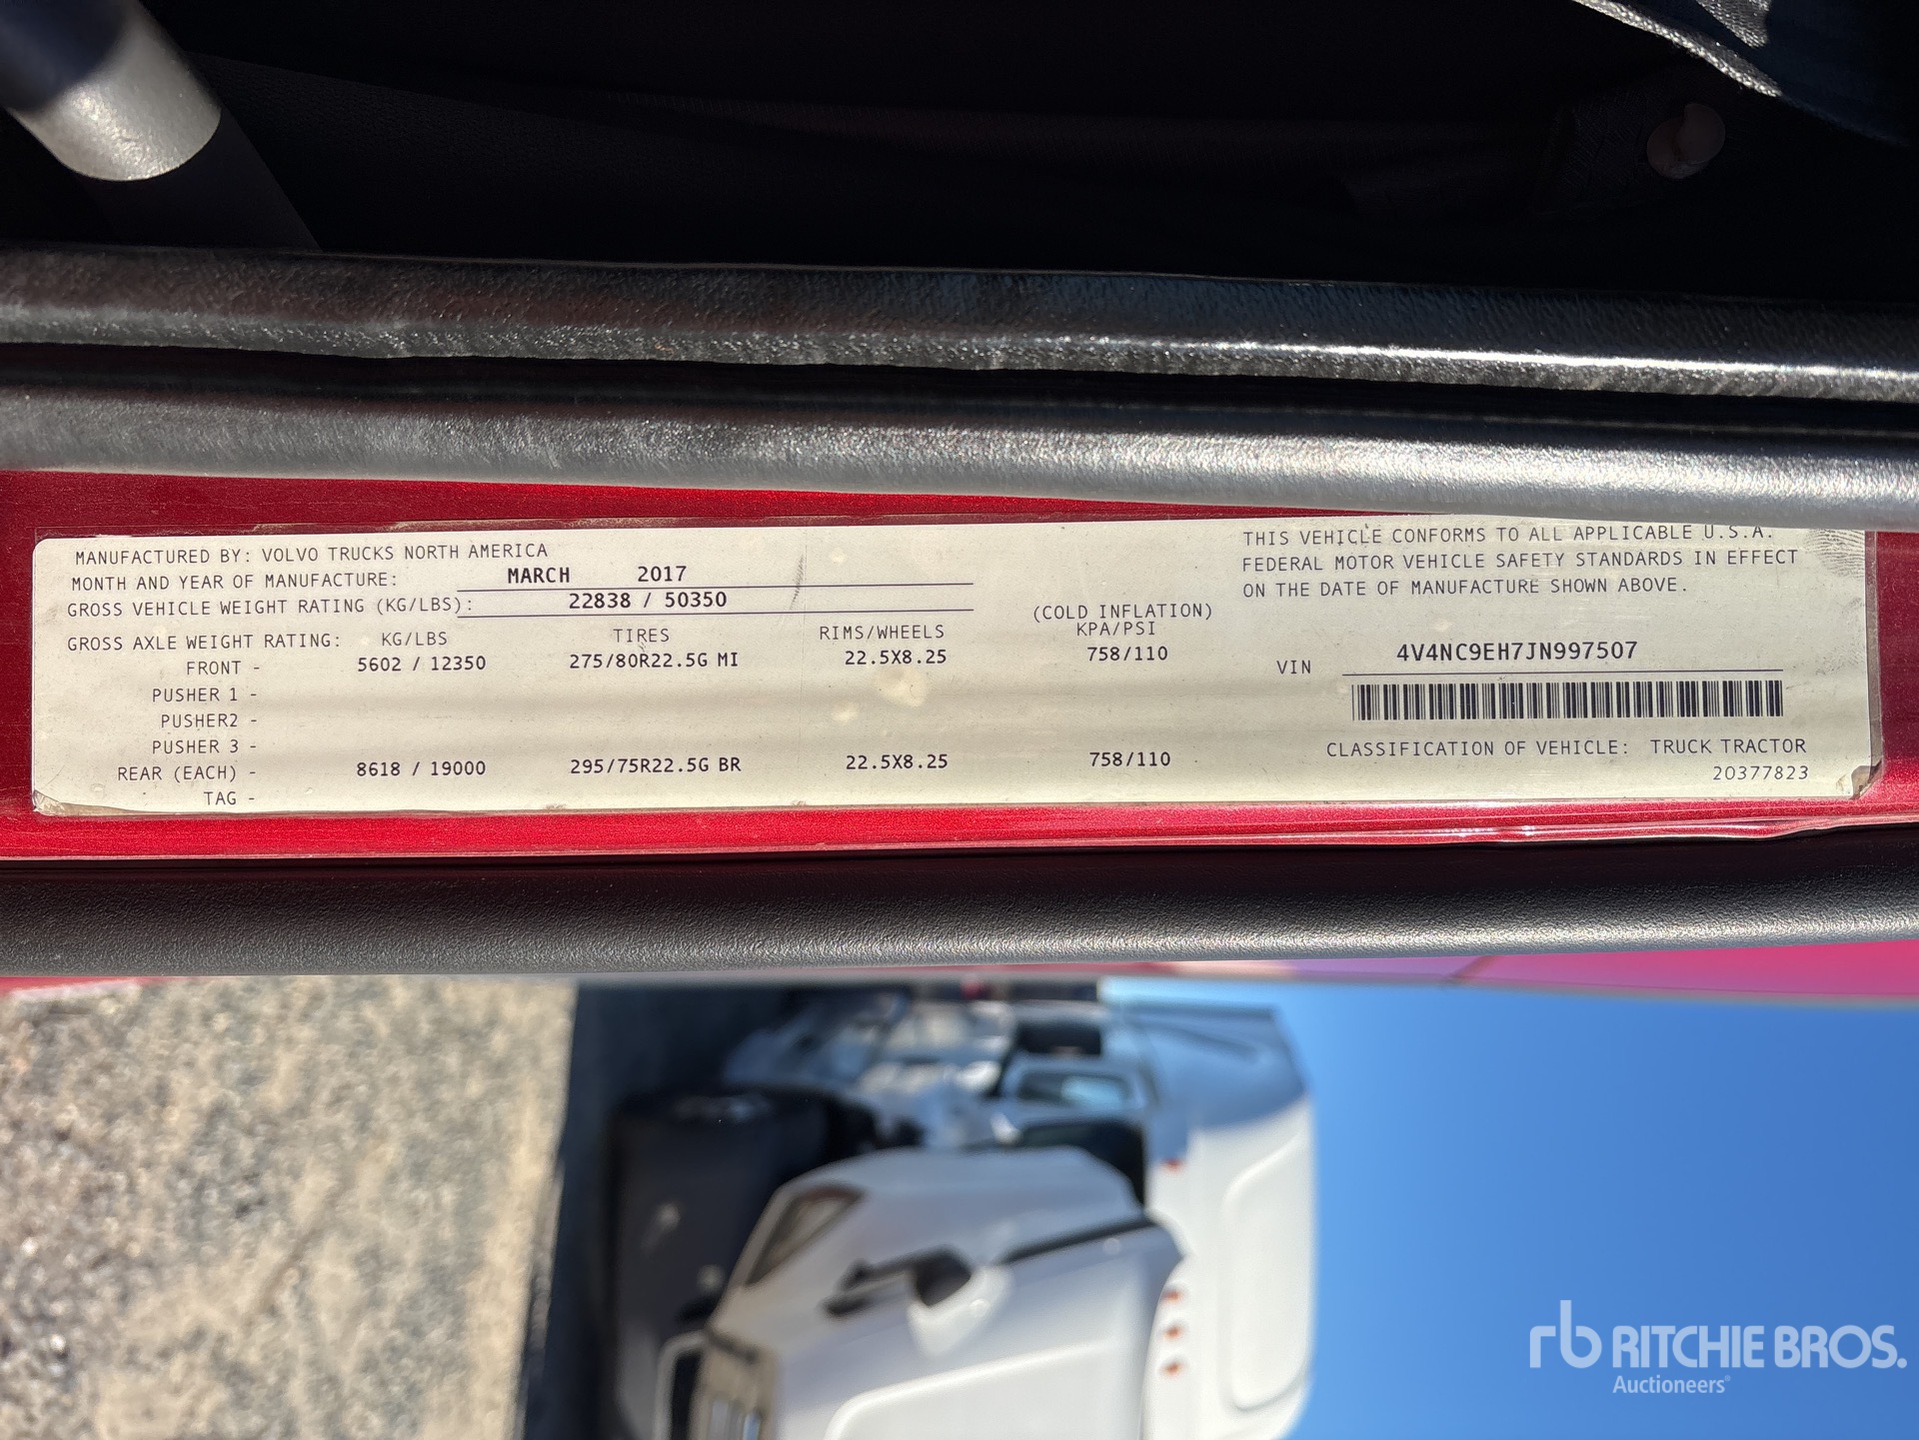 MANUFACTURED BY: VOLVO TRUCKS NORTH AMERICA
MONTH AND YEAR OF MANUFACTURE: MARCH 2017
GROSS VEHICLE WEIGHT RATING (KG/LBS): 22838 / 50350
GROSS AXLE WEIGHT RATING: KG/LBS TIRES RIMS/WHEELS (COLD INFLATION) KPA/PSI
FRONT - 5602 / 12350 275/80R22.5G MI 22.5X8.25 758/110
PUSHER 1 -
PUSHER2 -
PUSHER 3 -
REAR (EACH) - 8618 / 19000 295/75R22.5G BR 22.5X8.25 758/110
TAG -
THIS VEHICLE CONFORMS TO ALL APPLICABLE U.S.A.
FEDERAL MOTOR VEHICLE SAFETY STANDARDS IN EFFECT
ON THE DATE OF MANUFACTURE SHOWN ABOVE.
VIN 4V4NC9EH7JN997507
CLASSIFICATION OF VEHICLE: TRUCK TRACTOR
20377823
rb RITCHIE BROS.
Auctioneers®